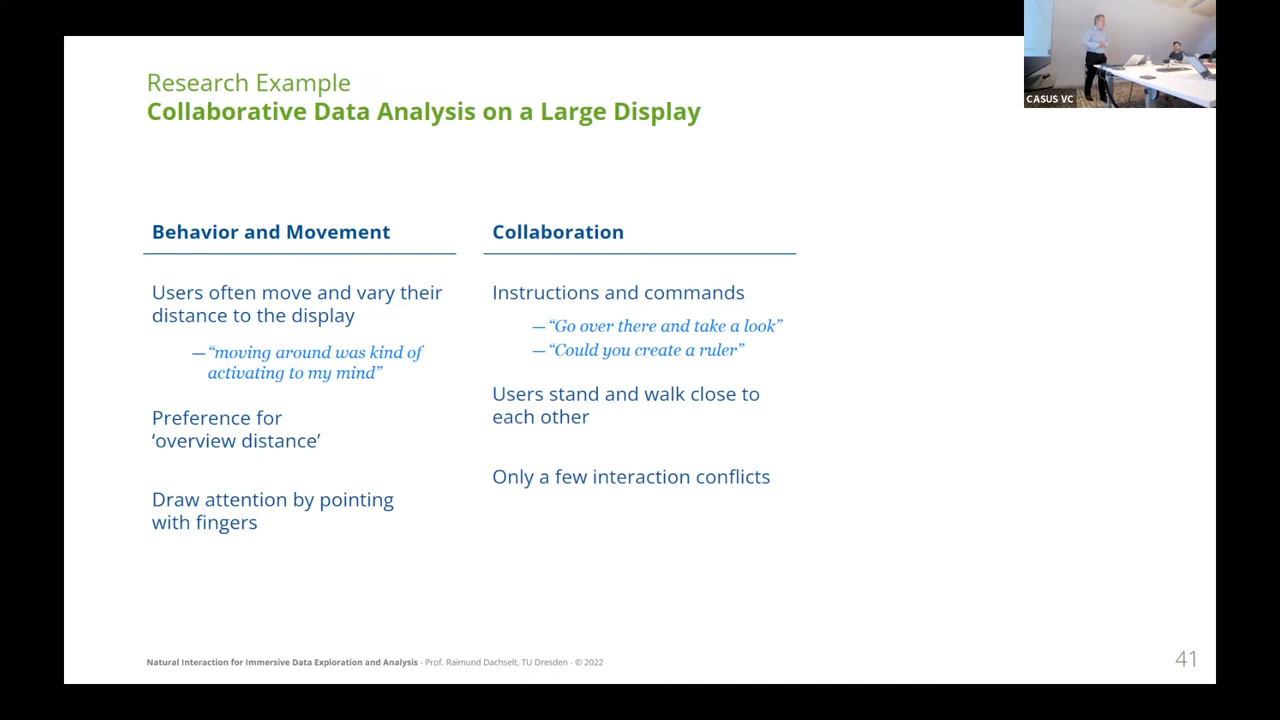 Research Example
Collaborative Data Analysis on a Large Display
CASUS VC
Behavior and Movement
Users often move and vary their
distance to the display
—“moving around was kind of
activating to my mind”
Preference for
‘overview distance’
Draw attention by pointing
with fingers
Collaboration
Instructions and commands
—“Go over there and take a look”
—“Could you create a ruler”
Users stand and walk close to
each other
Only a few interaction conflicts
Natural Interaction for Immersive Data Exploration and Analysis - Prof. Raimund Dachselt, TU Dresden - © 2022
41